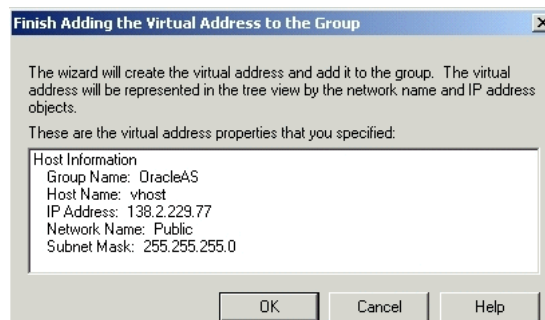 Finish Adding the Virtual Address to the Group
The wizard will create the virtual address and add it to the group. The virtual
address will be represented in the tree view by the network name and IP address
objects.
These are the virtual address properties that you specified:
Host Information
Group Name: OracleAS
Host Name: vhost
IP Address: 138.2.229.77
Network Name: Public
Subnet Mask: 255.255.255.0
OK
Cancel
Help